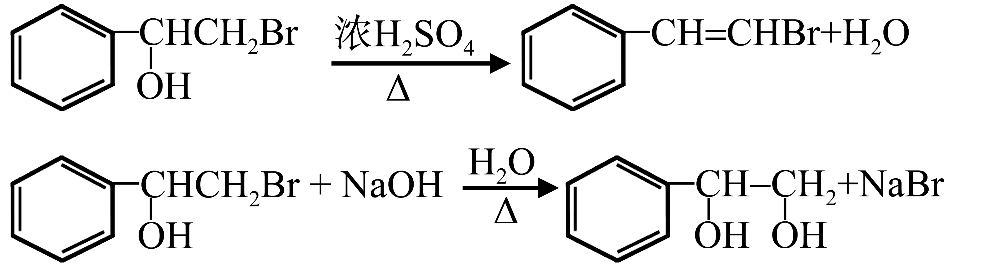 CHCH₂Br 浓H₂SO₄ CH=CHBr+H₂O
OH Δ
CHCH₂Br + NaOH H₂O CH–CH₂+NaBr
OH Δ OH OH